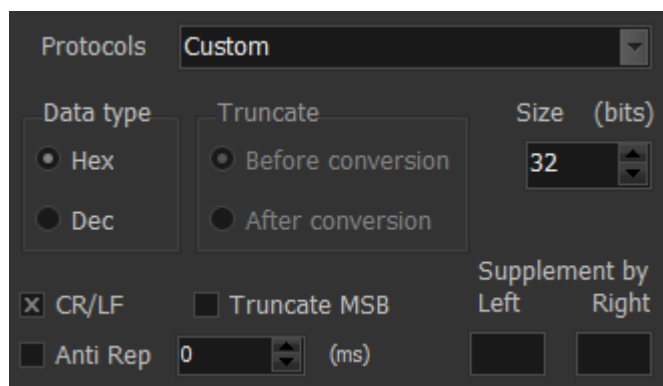 Protocols Custom
Data type Truncate Size (bits)
Hex Before conversion 32
Dec After conversion
Supplement by
CR/LF Truncate MSB Left Right
Anti Rep 0 (ms)